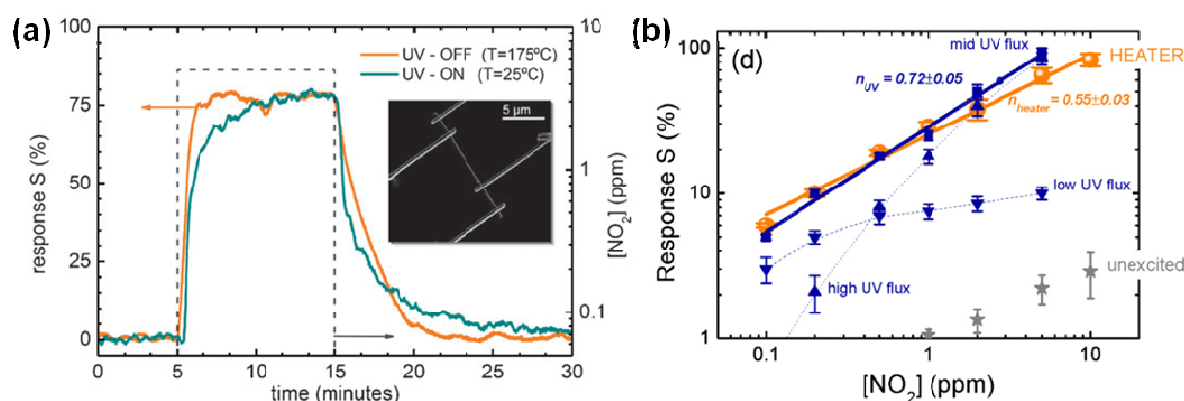 (a)
response S (%)
100
75
50
25
0
UV - OFF (T=175ºC)
UV - ON (T=25ºC)
5 µm
10
1
0.1
[NO2] (ppm)
0
5
10
15
20
25
30
time (minutes)
(b)
(d)
Response S (%)
100
10
1
mid UV flux
HEATER
nUV = 0.72±0.05
nheater = 0.55±0.03
low UV flux
high UV flux
unexcited
0.1
1
10
[NO2] (ppm)